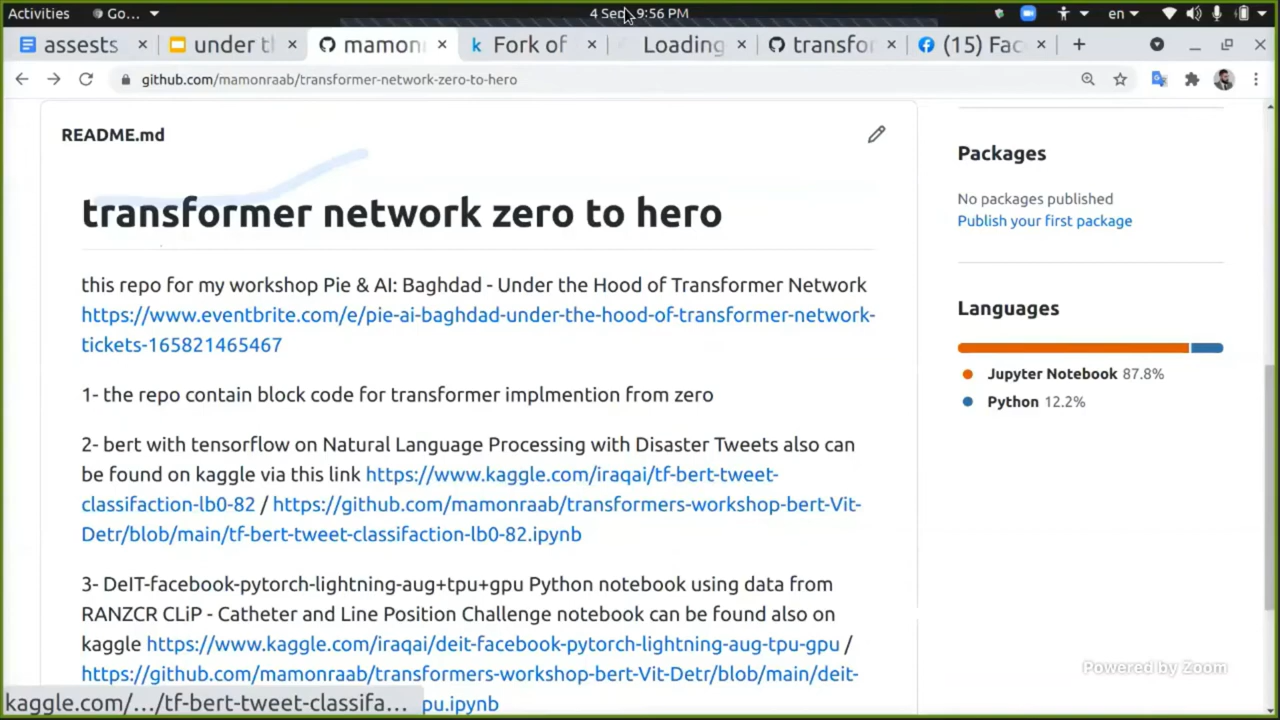 Activities Go... 4 Sep 9:56 PM en
assests under t mamon Fork of Loading transfor (15) Fac
github.com/mamonraab/transformer-network-zero-to-hero
README.md
transformer network zero to hero
this repo for my workshop Pie & AI: Baghdad - Under the Hood of Transformer Network
https://www.eventbrite.com/e/pie-ai-baghdad-under-the-hood-of-transformer-network-
tickets-165821465467
1- the repo contain block code for transformer implmention from zero
2- bert with tensorflow on Natural Language Processing with Disaster Tweets also can
be found on kaggle via this link https://www.kaggle.com/iraqai/tf-bert-tweet-
classifaction-lb0-82 / https://github.com/mamonraab/transformers-workshop-bert-Vit-
Detr/blob/main/tf-bert-tweet-classifaction-lb0-82.ipynb
3- DeIT-facebook-pytorch-lightning-aug+tpu+gpu Python notebook using data from
RANZCR CLiP - Catheter and Line Position Challenge notebook can be found also on
kaggle https://www.kaggle.com/iraqai/deit-facebook-pytorch-lightning-aug-tpu-gpu /
https://github.com/mamonraab/transformers-workshop-bert-Vit-Detr/blob/main/deit-
pu.ipynb
kaggle.com/.../tf-bert-tweet-classifa...
Packages
No packages published
Publish your first package
Languages
Jupyter Notebook 87.8%
Python 12.2%
Powered by Zoom